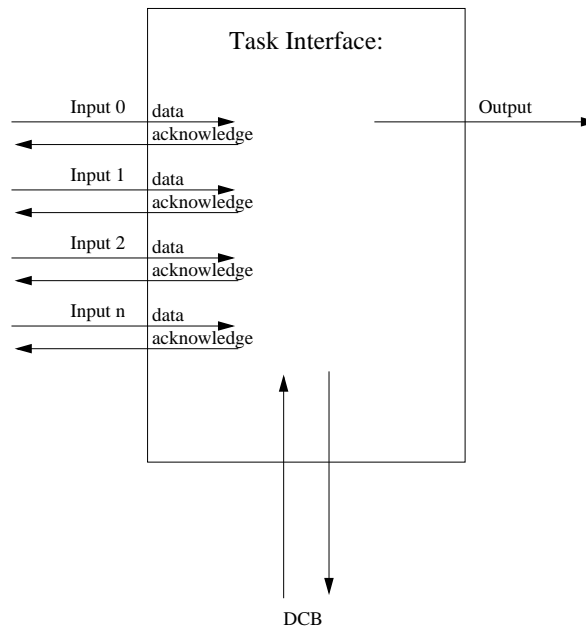 Task Interface:
Input 0 data Output
acknowledge
Input 1 data
acknowledge
Input 2 data
acknowledge
Input n data
acknowledge
DCB